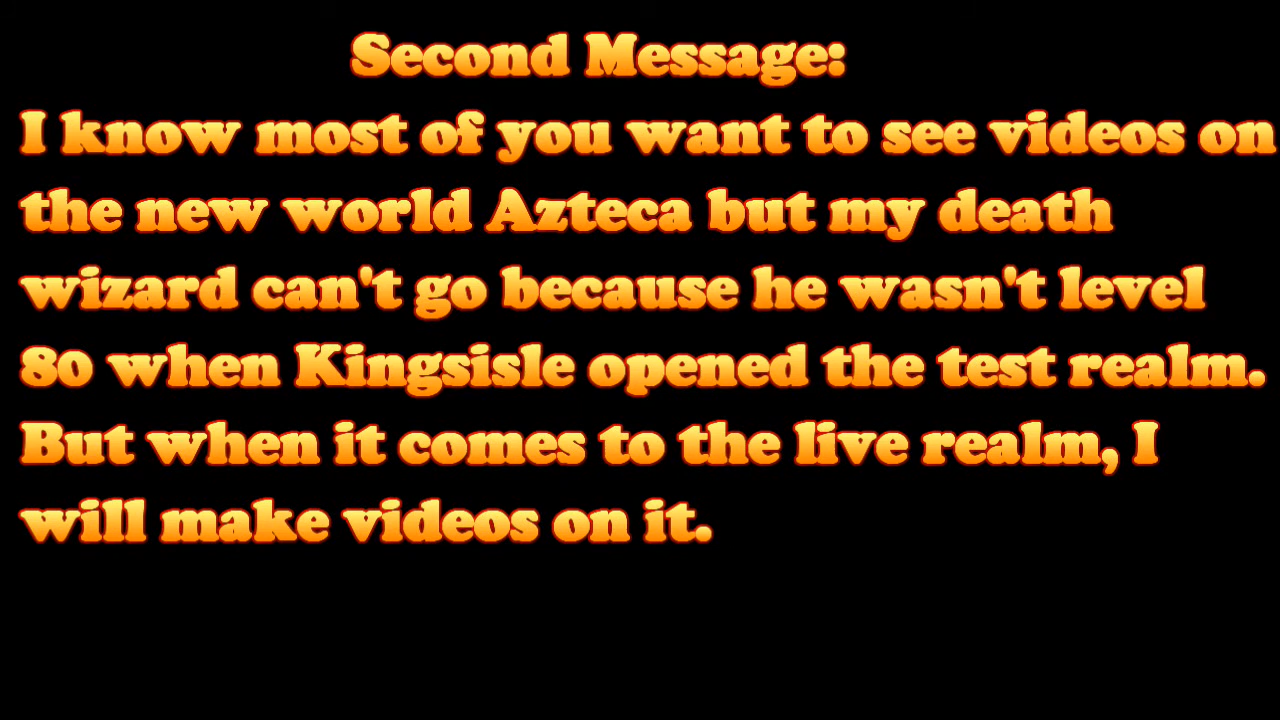 Second Message:
I know most of you want to see videos on
the new world Azteca but my death
wizard can't go because he wasn't level
80 when Kingsisle opened the test realm.
But when it comes to the live realm, I
will make videos on it.